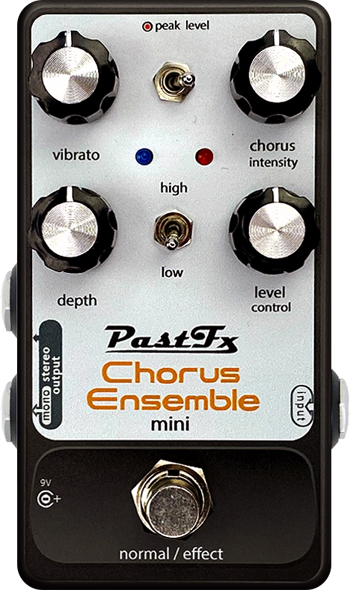 peak level
vibrato
chorus
intensity
high
low
depth
level
control
PastFx
mono stereo
output
Chorus
Ensemble
mini
input
9V
+
normal / effect